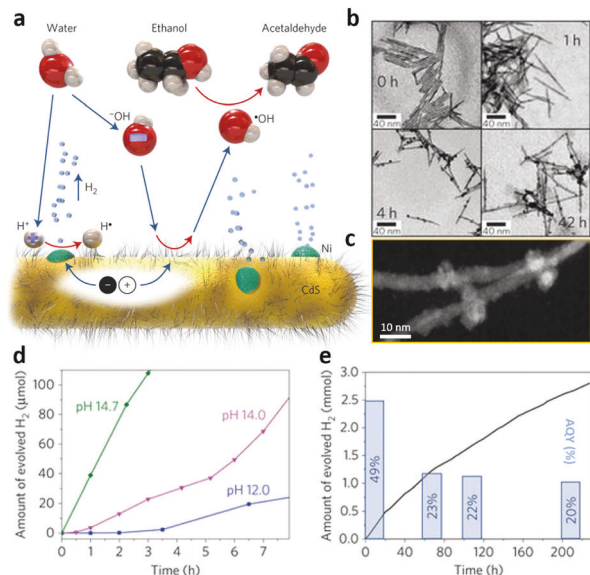 a
Water
Ethanol
Acetaldehyde
⁻OH
•OH
H₂
H⁺
H•
Ni
CdS
b
0 h
40 nm
1 h
40 nm
4 h
40 nm
42 h
40 nm
c
10 nm
d
Amount of evolved H₂ (μmol)
100
80
60
40
20
0
pH 14.7
pH 14.0
pH 12.0
0 1 2 3 4 5 6 7
Time (h)
e
Amount of evolved H₂ (mmol)
3.0
2.5
2.0
1.5
1.0
0.5
0.0
49%
23%
22%
20%
AQY (%)
0 40 80 120 160 200
Time (h)